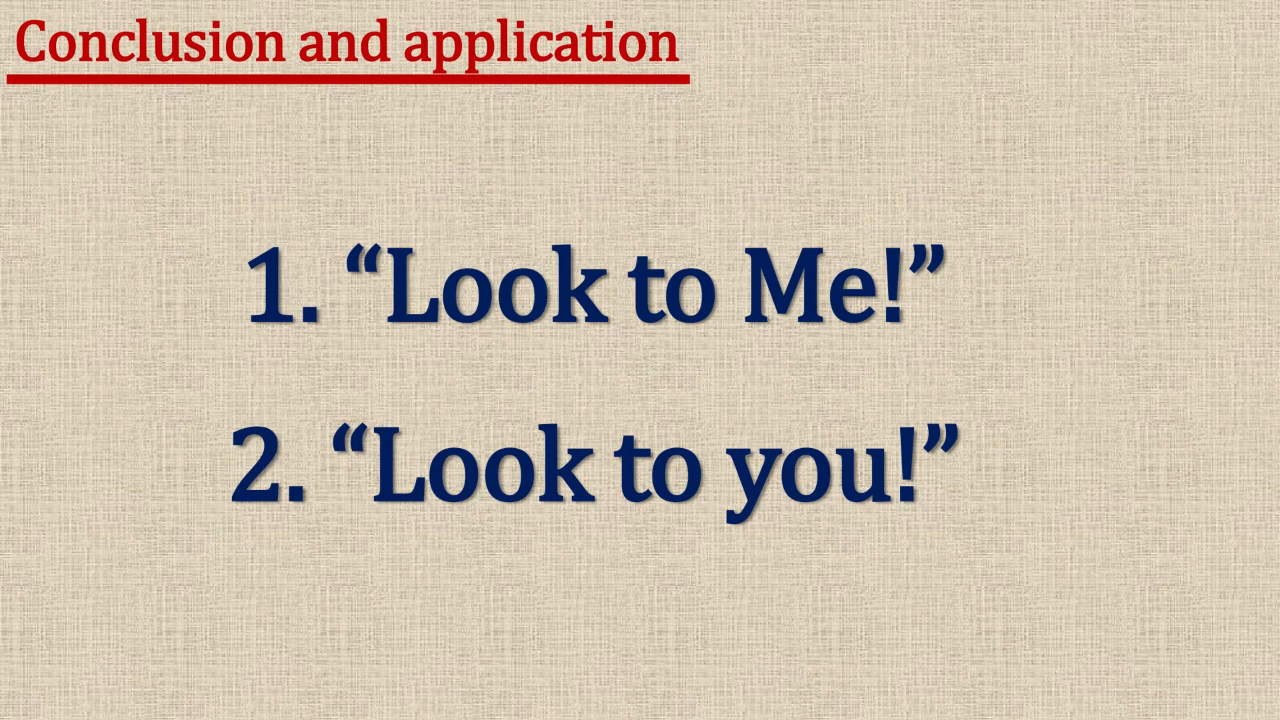 Conclusion and application
1. “Look to Me!”
2. “Look to you!”